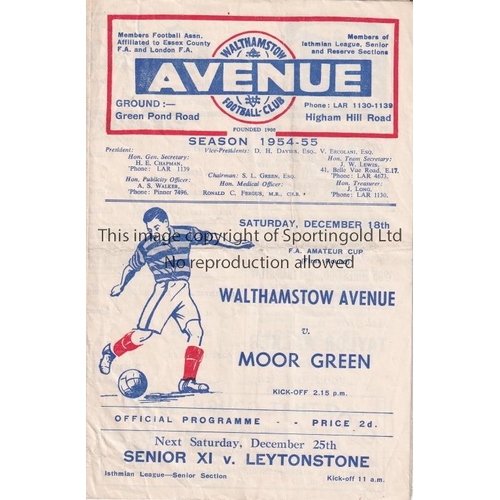 Members Football Assn.
Affiliated to Essex County
F.A. and London F.A.
WALTHAMSTOW
Members of
Isthmian League, Senior
and Reserve Sections
AVENUE
GROUND :—
Green Pond Road
FOOTBALL·CLUB
Phone: LAR 1130-1139
Higham Hill Road
FOUNDED 1900
SEASON 1954-55
President:
Vice-Presidents: D. H. DAVIES, ESQ., V. ERCOLANI, ESQ.
Hon. Gen. Secretary:
H. E. CHAPMAN,
'Phone: LAR 1139
Hon. Publicity Officer:
A. S. WALKER,
'Phone: Pinner 7496.
Chairman: S. L. GREEN, ESQ.
Hon. Medical Officer:
RONALD C.
Hon. Team Secretary:
J. W. LEWIS,
41, Belle Vue Road, E.17.
'Phone: LAR 4673.
Hon. Treasurer:
J. LONG,
'Phone: LAR 1130.
SATURDAY, DECEMBER 18th
This image copyright of Sportingold Ltd
F.A. AMATEUR CUP
No reproduction allowed
WALTHAMSTOW AVENUE
v.
MOOR GREEN
KICK-OFF 2.15 p.m.
OFFICIAL PROGRAMME -- PRICE 2d.
Next Saturday, December 25th
SENIOR XI v. LEYTONSTONE
Isthmian League—Senior Section
Kick-off 11 a.m.